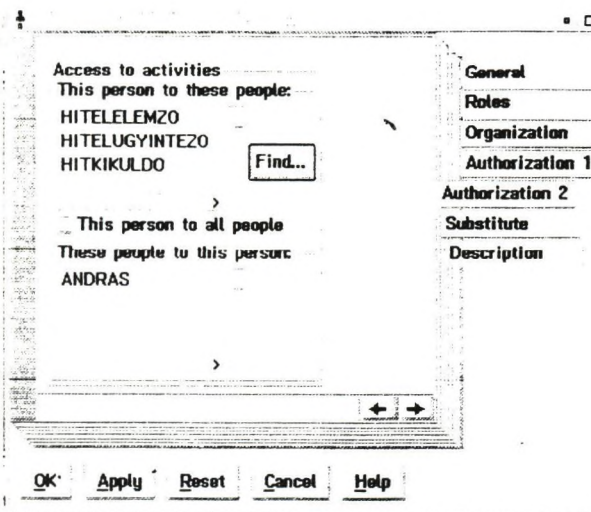 Access to activities
This person to these people:
HITELELEMZO
HITELUGYINTEZO
HITKIKULDO
Find...
>
This person to all people
These people to this person:
ANDRAS
>
General
Roles
Organization
Authorization 1
Authorization 2
Substitute
Description
OK
Apply
Reset
Cancel
Help